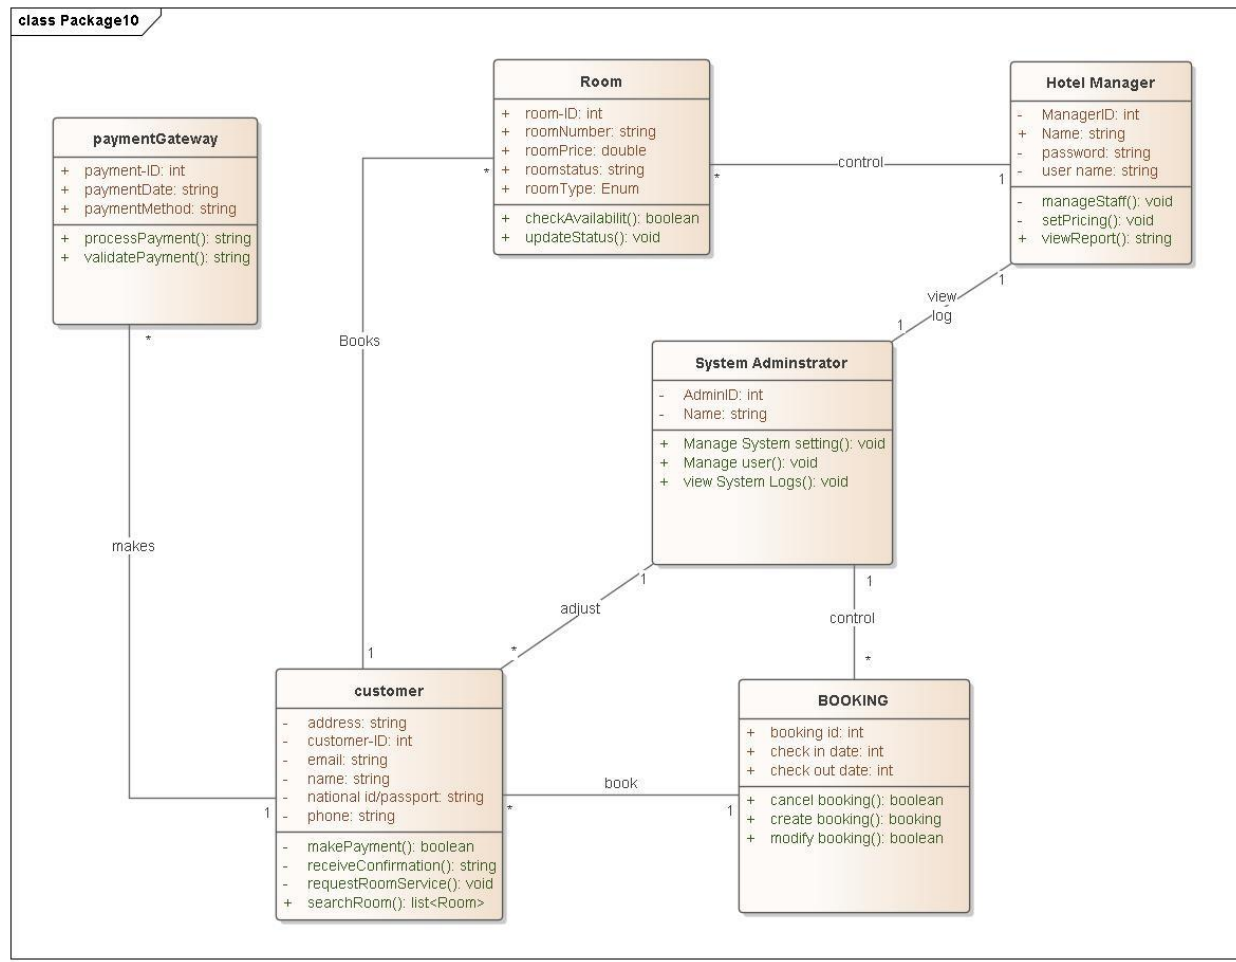 class Package10
paymentGateway
+ payment-ID: int
+ paymentDate: string
+ paymentMethod: string
+ processPayment(): string
+ validatePayment(): string
Room
+ room-ID: int
+ roomNumber: string
+ roomPrice: double
+ roomstatus: string
+ roomType: Enum
+ checkAvailabilit(): boolean
+ updateStatus(): void
Hotel Manager
- ManagerID: int
+ Name: string
- password: string
- user name: string
- manageStaff(): void
- setPricing(): void
+ viewReport(): string
*
control
*
1
1
view
log
1
*
Books
System Adminstrator
- AdminID: int
- Name: string
+ Manage System setting(): void
+ Manage user(): void
+ view System Logs(): void
makes
1
adjust
*
1
control
*
1
customer
- address: string
- customer-ID: int
- email: string
- name: string
- national id/passport: string
- phone: string
- makePayment(): boolean
- receiveConfirmation(): string
- requestRoomService(): void
+ searchRoom(): list<Room>
1
book
*
1
BOOKING
+ booking id: int
+ check in date: int
+ check out date: int
+ cancel booking(): boolean
+ create booking(): booking
+ modify booking(): boolean